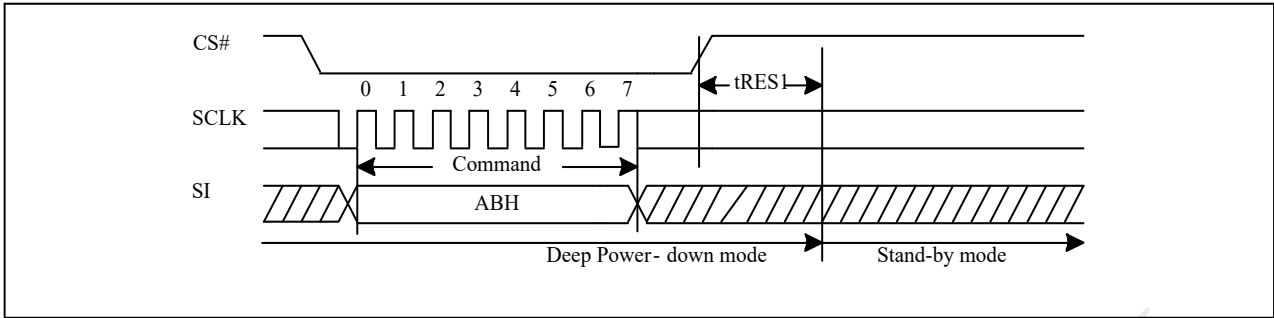 CS#
tRES1
0 1 2 3 4 5 6 7
SCLK
Command
SI
ABH
Deep Power- down mode
Stand-by mode